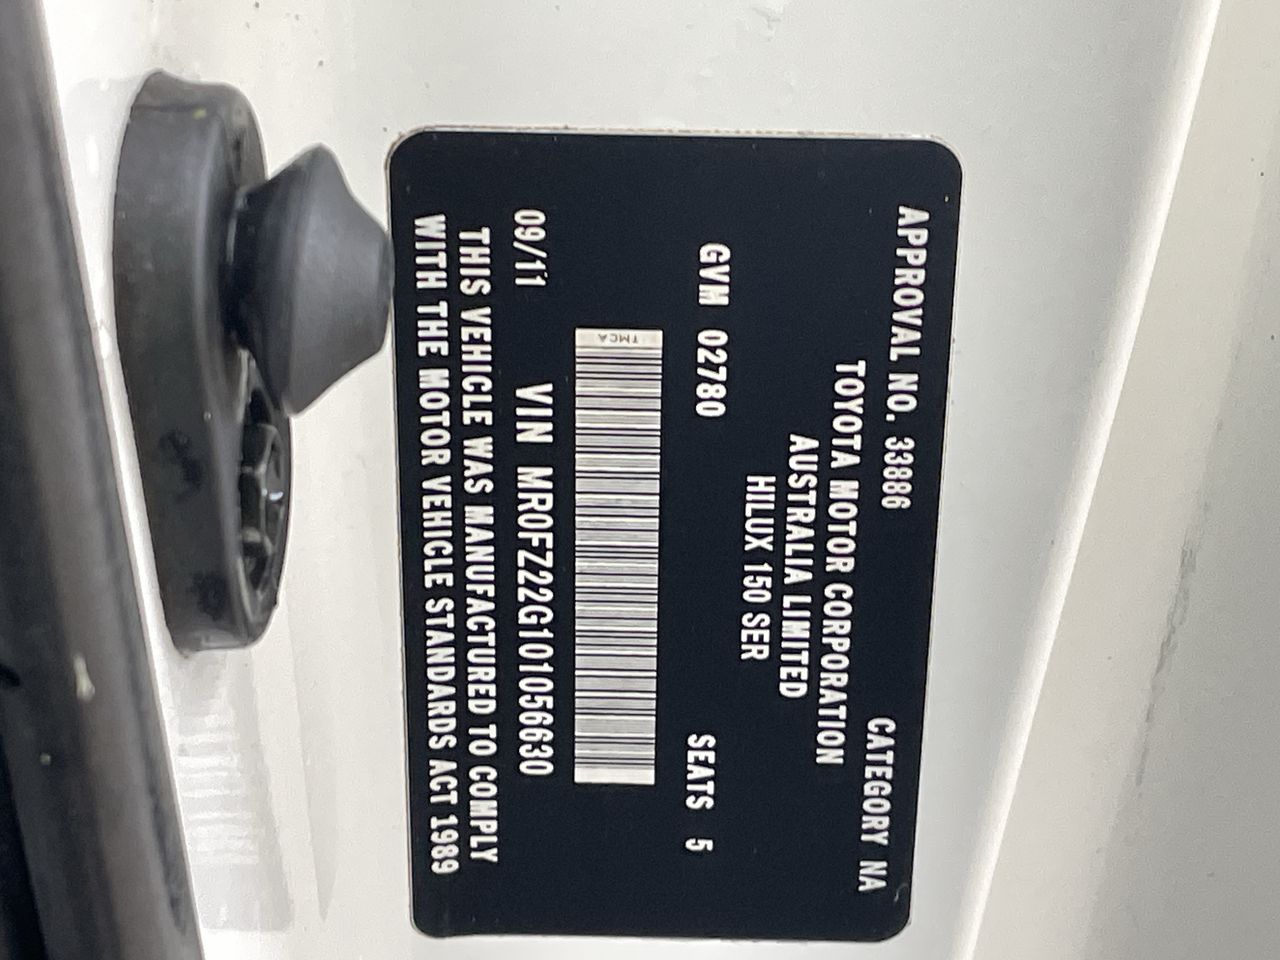 APPROVAL NO. 33886 CATEGORY NA
TOYOTA MOTOR CORPORATION
AUSTRALIA LIMITED
HILUX 150 SER
GVM 02780 SEATS 5
TMCA
09/11 VIN MR0FZ22G101056630
THIS VEHICLE WAS MANUFACTURED TO COMPLY
WITH THE MOTOR VEHICLE STANDARDS ACT 1989